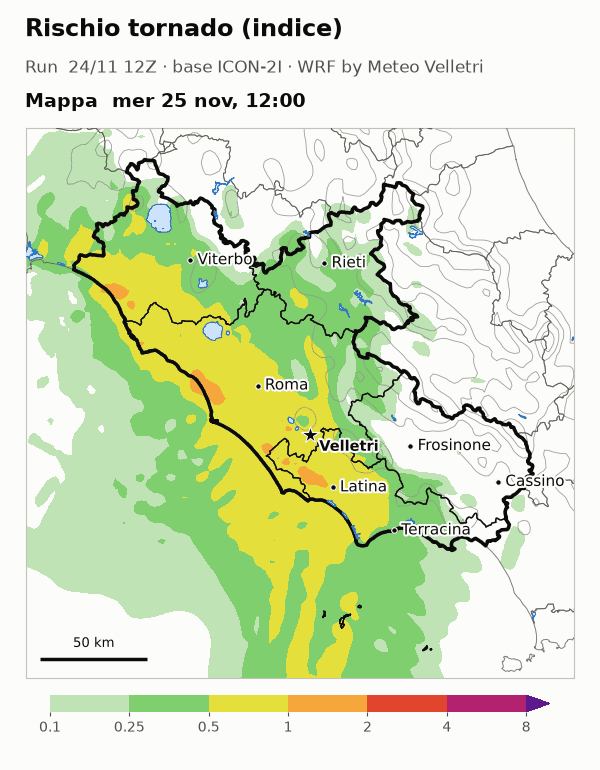 Rischio tornado (indice)
Run  24/11 12Z · base ICON-2I · WRF by Meteo Velletri
Mappa  mer 25 nov, 12:00
Viterbo
Rieti
Roma
Velletri
Frosinone
Cassino
Latina
Terracina
50 km
0.1 0.25 0.5 1 2 4 8